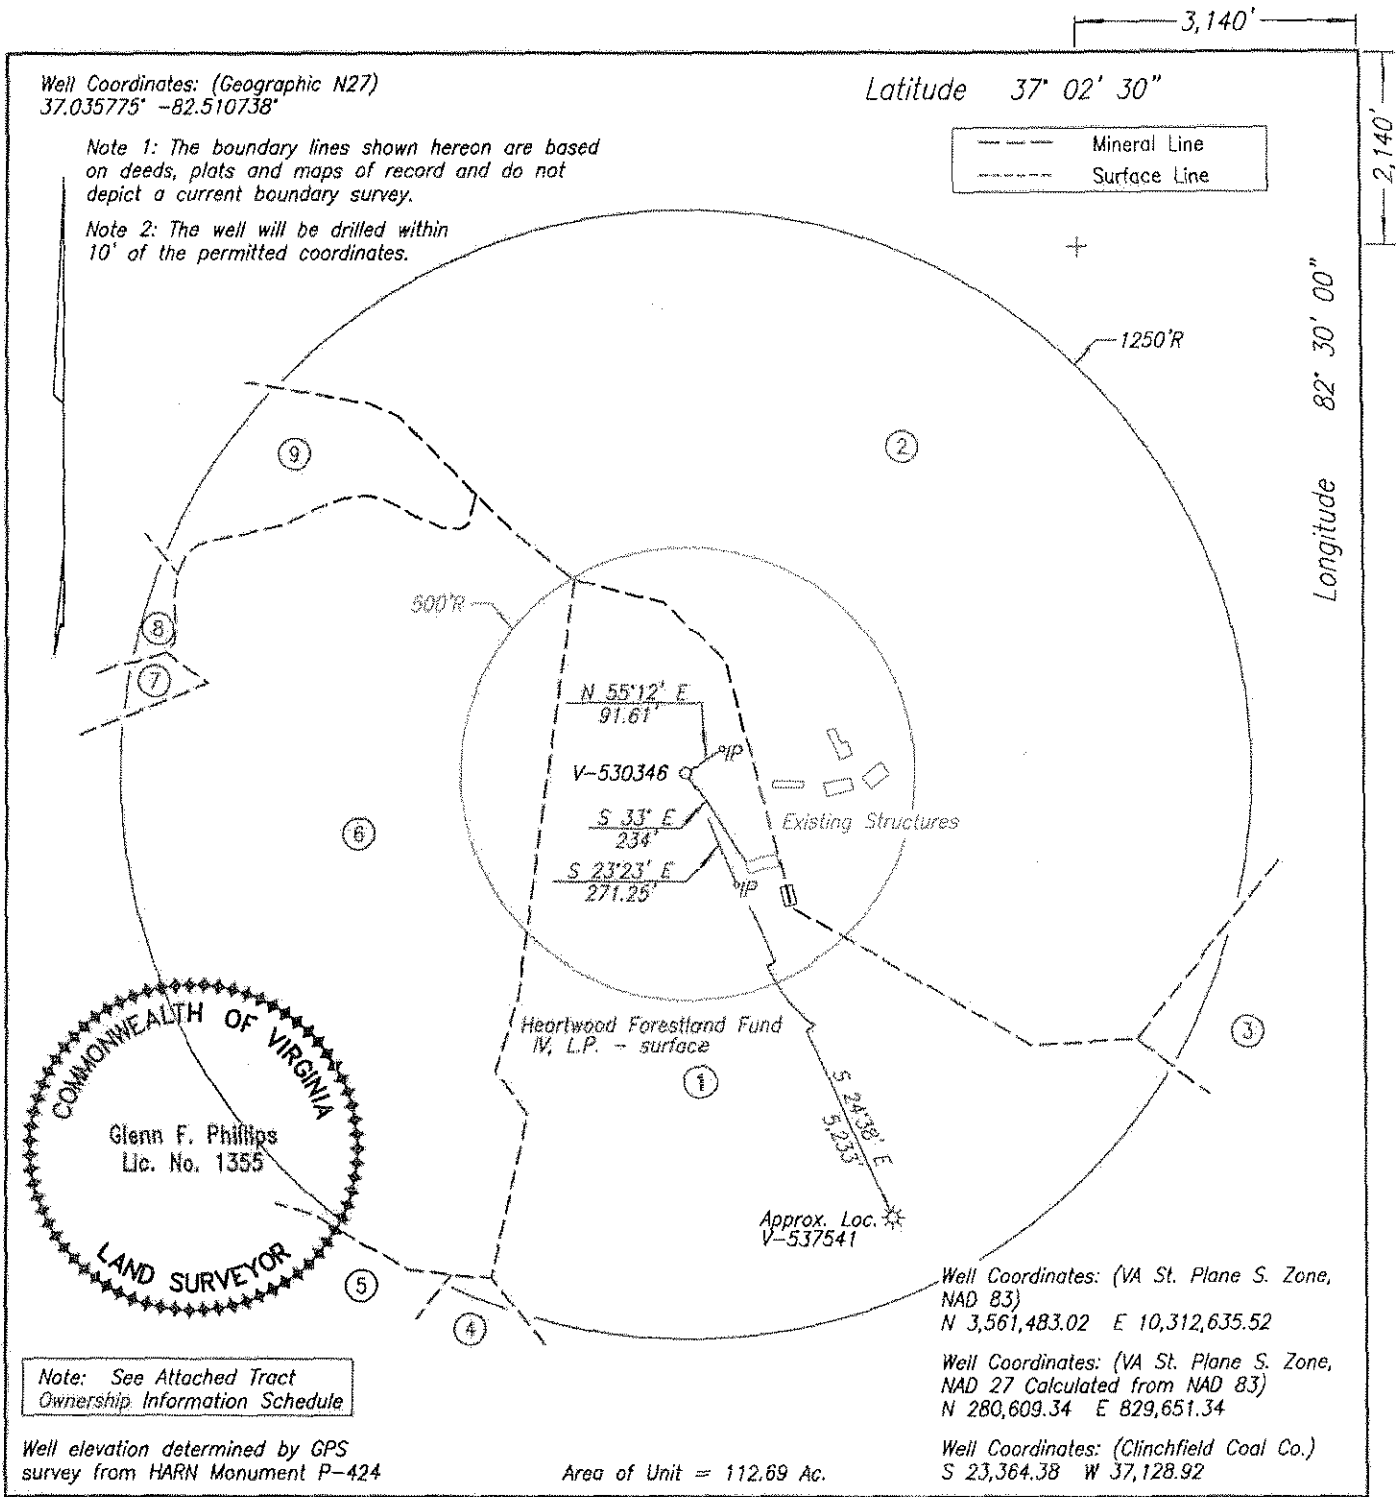 3,140'
Well Coordinates: (Geographic N27)
37.035775° -82.510738°
Latitude 37° 02' 30"
2,140'
Note 1: The boundary lines shown hereon are based
on deeds, plats and maps of record and do not
depict a current boundary survey.
Mineral Line
Surface Line
Note 2: The well will be drilled within
10' of the permitted coordinates.
Longitude 82° 30' 00"
1250'R
2
9
500'R
8
7
N 55°12' E
91.61'
IP
V-530346
S 33° E
234'
Existing Structures
6
S 23°23' E
271.25'
IP
3
Heartwood Forestland Fund
IV, L.P. - surface
1
S 24°38' E
5,233'
COMMONWEALTH OF VIRGINIA
Glenn F. Phillips
Lic. No. 1355
LAND SURVEYOR
Approx. Loc.
V-537541
5
4
Well Coordinates: (VA St. Plane S. Zone,
NAD 83)
N 3,561,483.02 E 10,312,635.52
Well Coordinates: (VA St. Plane S. Zone,
NAD 27 Calculated from NAD 83)
N 280,609.34 E 829,651.34
Note: See Attached Tract
Ownership Information Schedule
Well elevation determined by GPS
survey from HARN Monument P-424
Area of Unit = 112.69 Ac.
Well Coordinates: (Clinchfield Coal Co.)
S 23,364.38 W 37,128.92